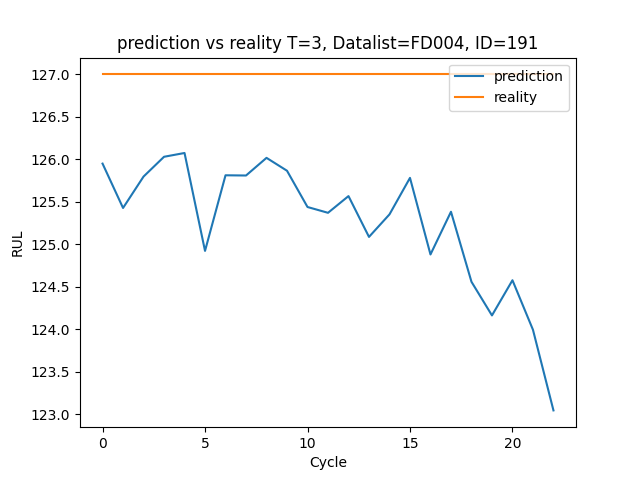 prediction vs reality T=3, Datalist=FD004, ID=191
127.0
126.5
126.0
125.5
125.0
124.5
124.0
123.5
123.0
RUL
prediction
reality
0 5 10 15 20
Cycle